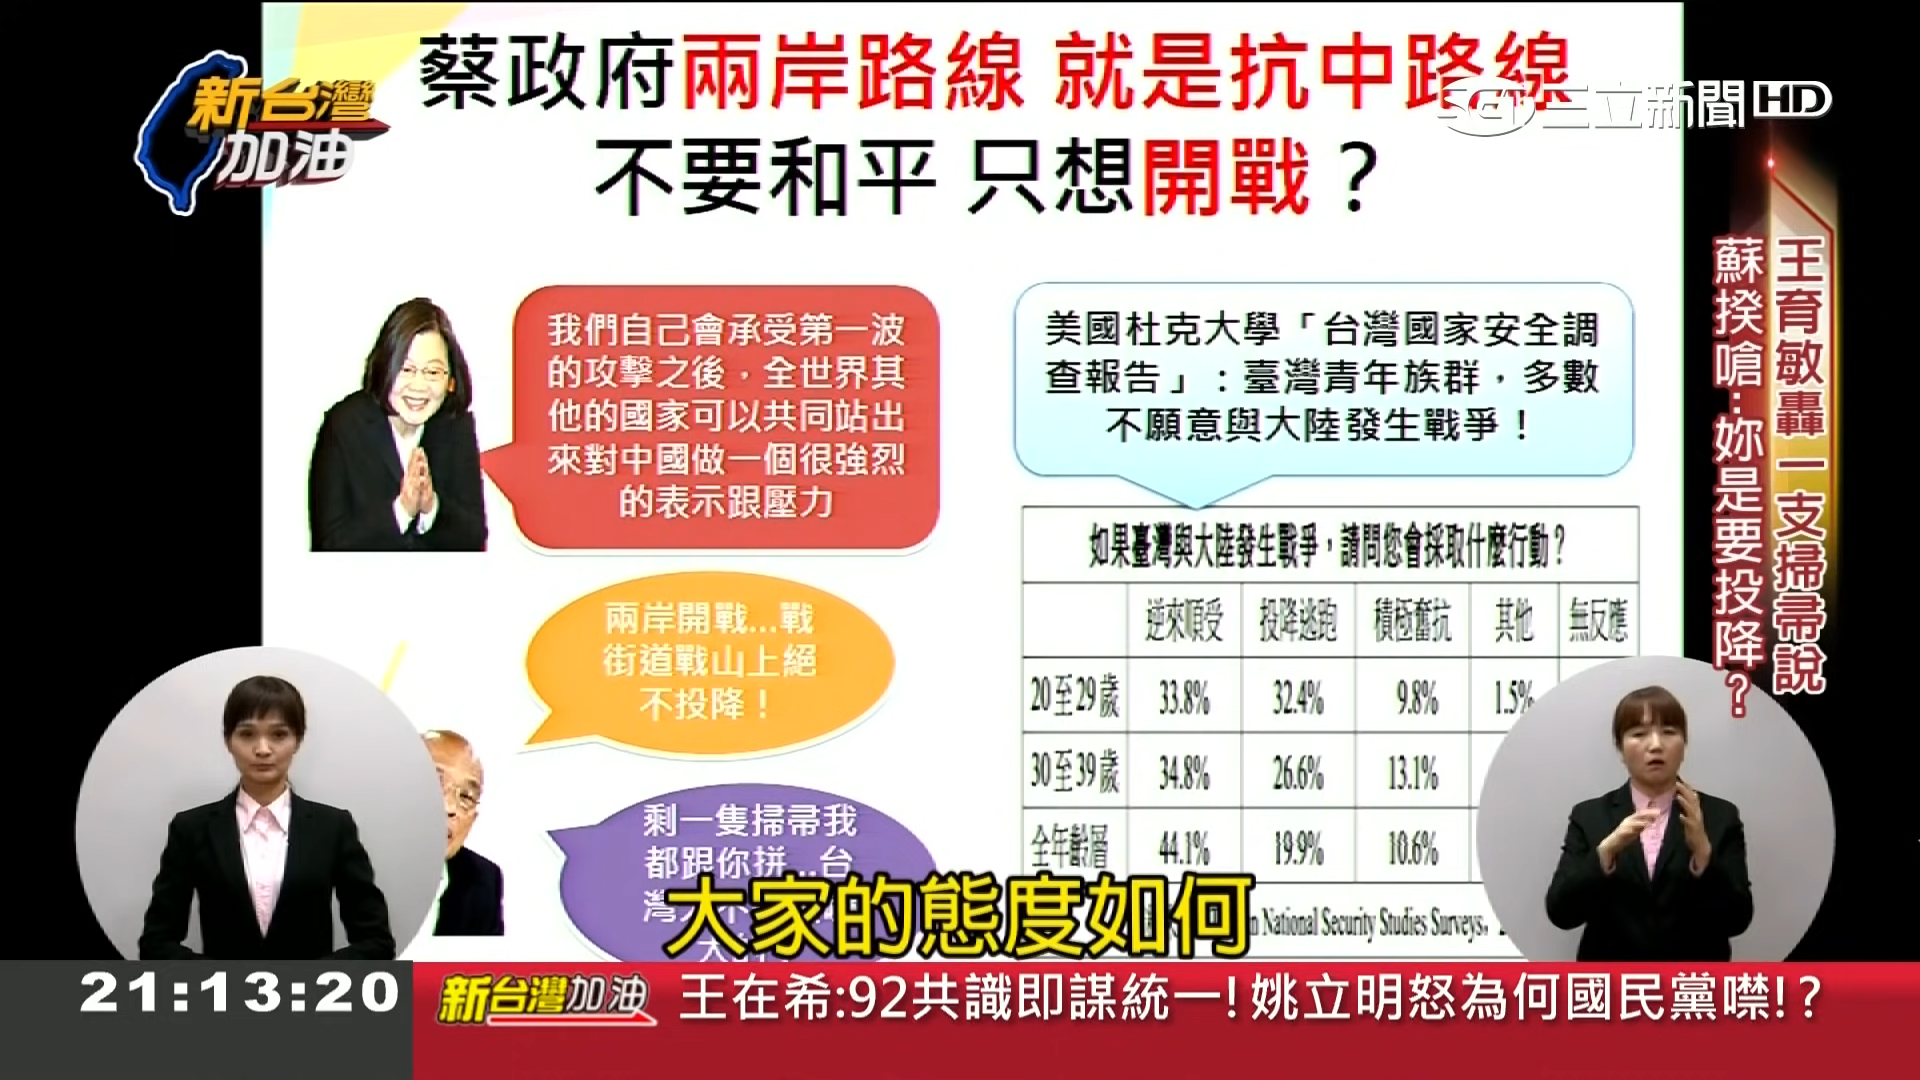 蔡政府兩岸路線 就是抗中路線
不要和平 只想開戰？
新台灣
加油
三立新聞HD
王育敏轟一支掃帚說
蘇揆嗆:妳是要投降?
我們自己會承受第一波
的攻擊之後，全世界其
他的國家可以共同站出
來對中國做一個很強烈
的表示跟壓力
美國杜克大學「台灣國家安全調
查報告」：臺灣青年族群，多數
不願意與大陸發生戰爭！
兩岸開戰...戰
街道戰山上絕
不投降！
剩一隻掃帚我
都跟你拼...台
如果臺灣與大陸發生戰爭，請問您會採取什麼行動？
逆來順受 投降逃跑 積極奮抗 其他 無反應
20至29歲 33.8% 32.4% 9.8% 1.5%
30至39歲 34.8% 26.6% 13.1%
全年齡層 44.1% 19.9% 10.6%
National Security Studies Surveys,
大家的態度如何
21:13:20
新台灣加油
王在希:92共識即謀統一!姚立明怒為何國民黨噤!?